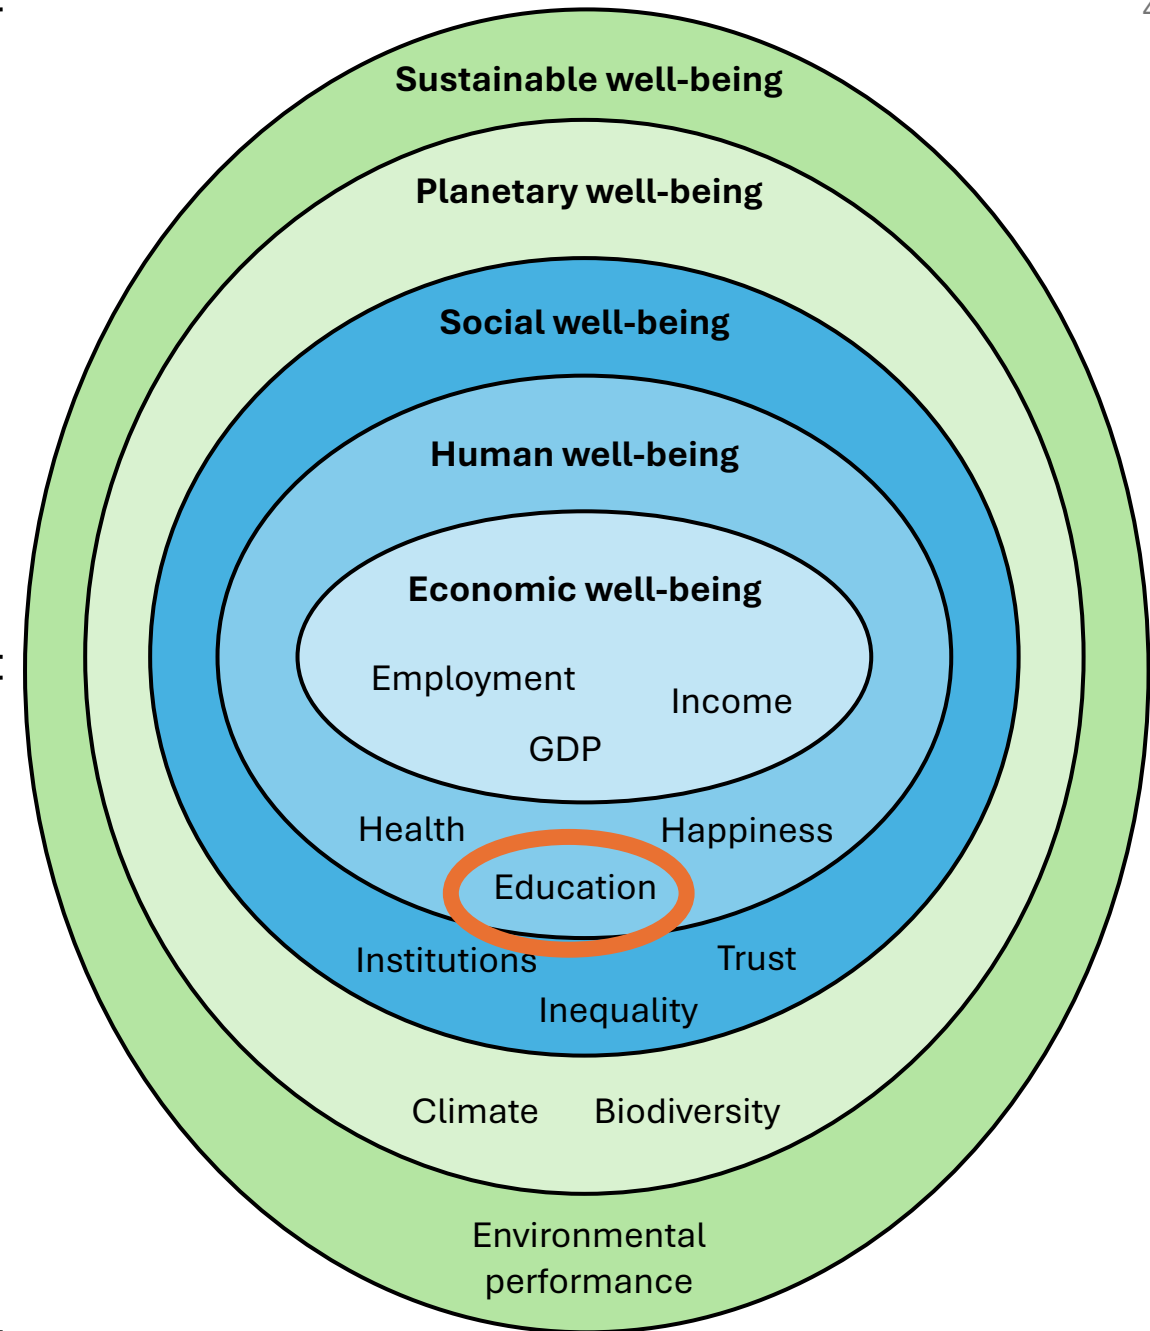 4
Sustainable well-being
Planetary well-being
Social well-being
Human well-being
Economic well-being
Employment
Income
GDP
Health
Happiness
Education
Institutions
Trust
Inequality
Climate
Biodiversity
Environmental
performance